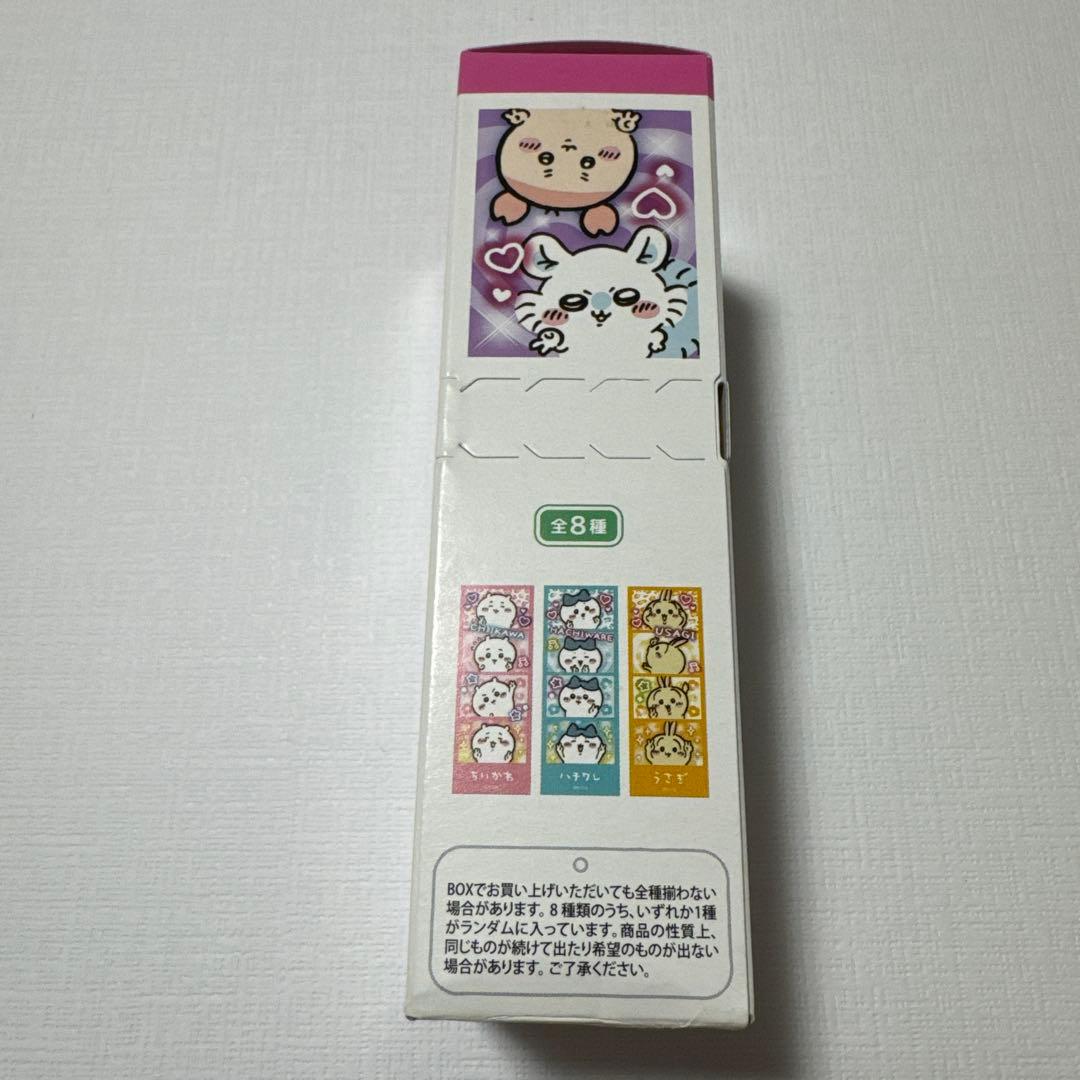 全8種
CHIIKAWA
HACHIWARE
USAGI
ちいかわ
ハチワレ
うさぎ
BOXでお買い上げいただいても全種揃わない
場合があります。8種類のうち、いずれか1種
がランダムに入っています。商品の性質上、
同じものが続けて出たり希望のものが出ない
場合があります。ご了承ください。